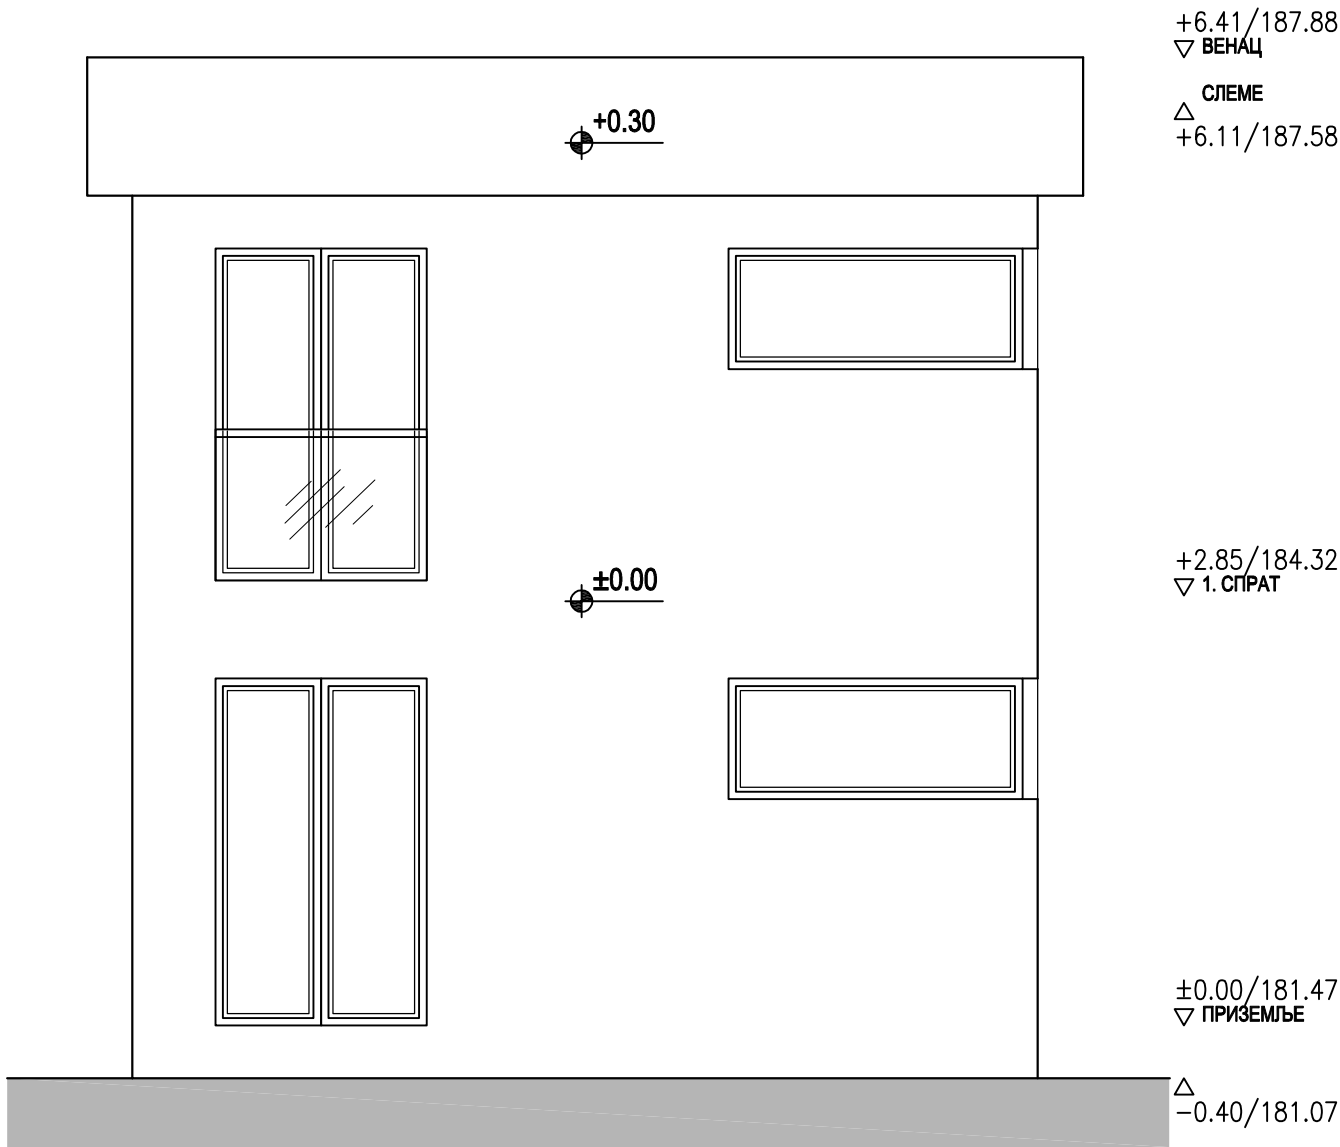 +6.41/187.88
ВЕНАЦ
СЛЕМЕ
+6.11/187.58
+0.30
+2.85/184.32
1. СПРАТ
±0.00
±0.00/181.47
ПРИЗЕМЉЕ
-0.40/181.07